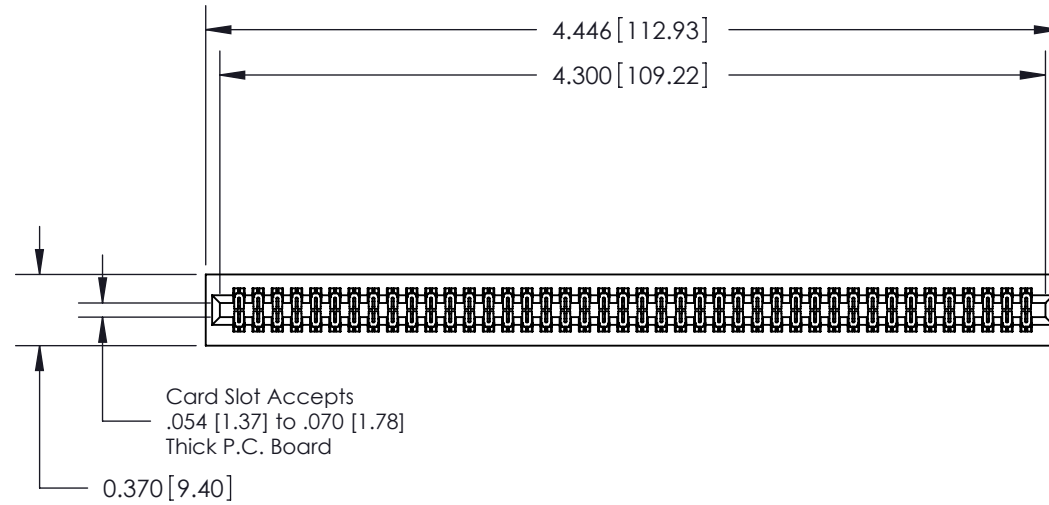 4.446 [112.93]
4.300 [109.22]
Card Slot Accepts
.054 [1.37] to .070 [1.78]
Thick P.C. Board
0.370 [9.40]